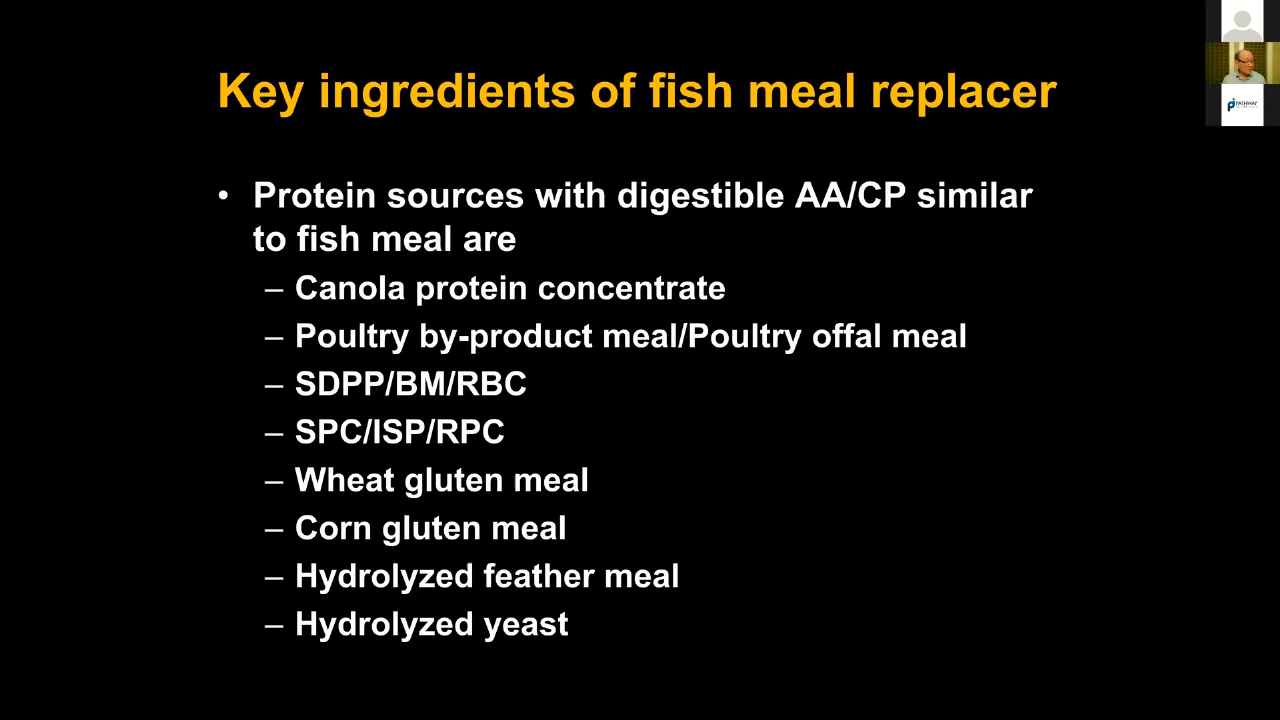 Key ingredients of fish meal replacer
• Protein sources with digestible AA/CP similar
to fish meal are
– Canola protein concentrate
– Poultry by-product meal/Poultry offal meal
– SDPP/BM/RBC
– SPC/ISP/RPC
– Wheat gluten meal
– Corn gluten meal
– Hydrolyzed feather meal
– Hydrolyzed yeast